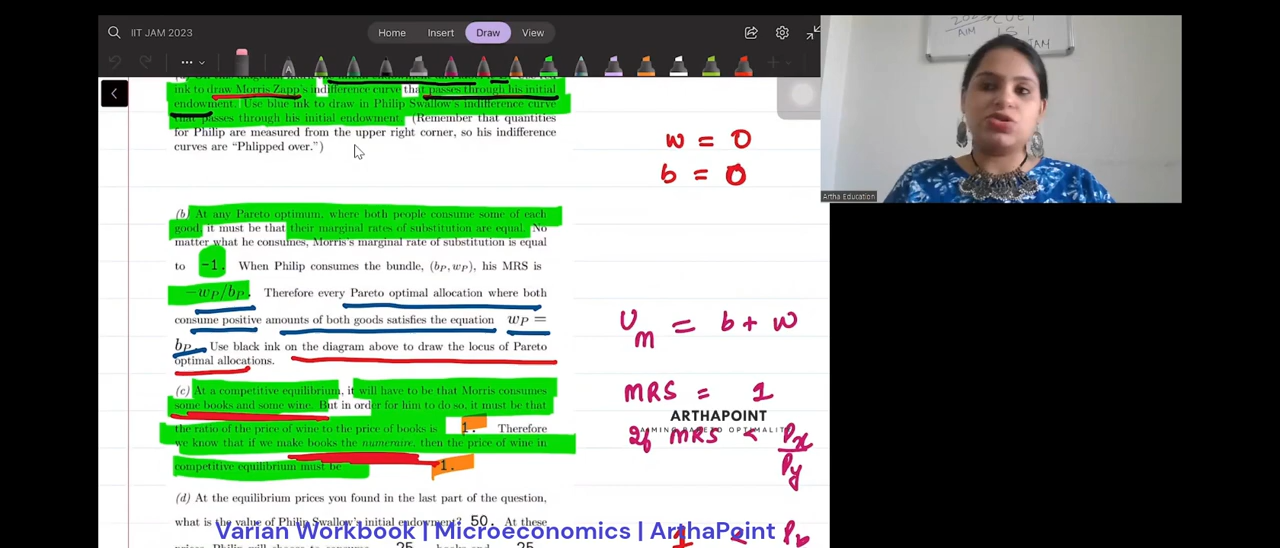 IIT JAM 2023
Home Insert Draw View
ink to draw Morris Zapp's indifference curve that passes through his initial
endowment. Use blue ink to draw in Philip Swallow's indifference curve
that passes through his initial endowment. (Remember that quantities
for Philip are measured from the upper right corner, so his indifference
curves are "Phlipped over.")
w = 0
b = 0
Artha Education
(b) At any Pareto optimum, where both people consume some of each
good, it must be that their marginal rates of substitution are equal. No
matter what he consumes, Morris's marginal rate of substitution is equal
to -1. When Philip consumes the bundle, (bP, wP), his MRS is
-wP/bP. Therefore every Pareto optimal allocation where both
consume positive amounts of both goods satisfies the equation wP =
bP. Use black ink on the diagram above to draw the locus of Pareto
optimal allocations.
Um = b + w
(c) At a competitive equilibrium, it will have to be that Morris consumes
some books and some wine. But in order for him to do so, it must be that
the ratio of the price of wine to the price of books is 1. Therefore
we know that if we make books the numeraire, then the price of wine in
competitive equilibrium must be 1.
MRS = 1
ARTHAPOINT
If MRS < Px
Py
(d) At the equilibrium prices you found in the last part of the question,
what is the value of Philip Swallow's initial endowment? 50. At these
Varian Workbook | Microeconomics | ArthaPoint